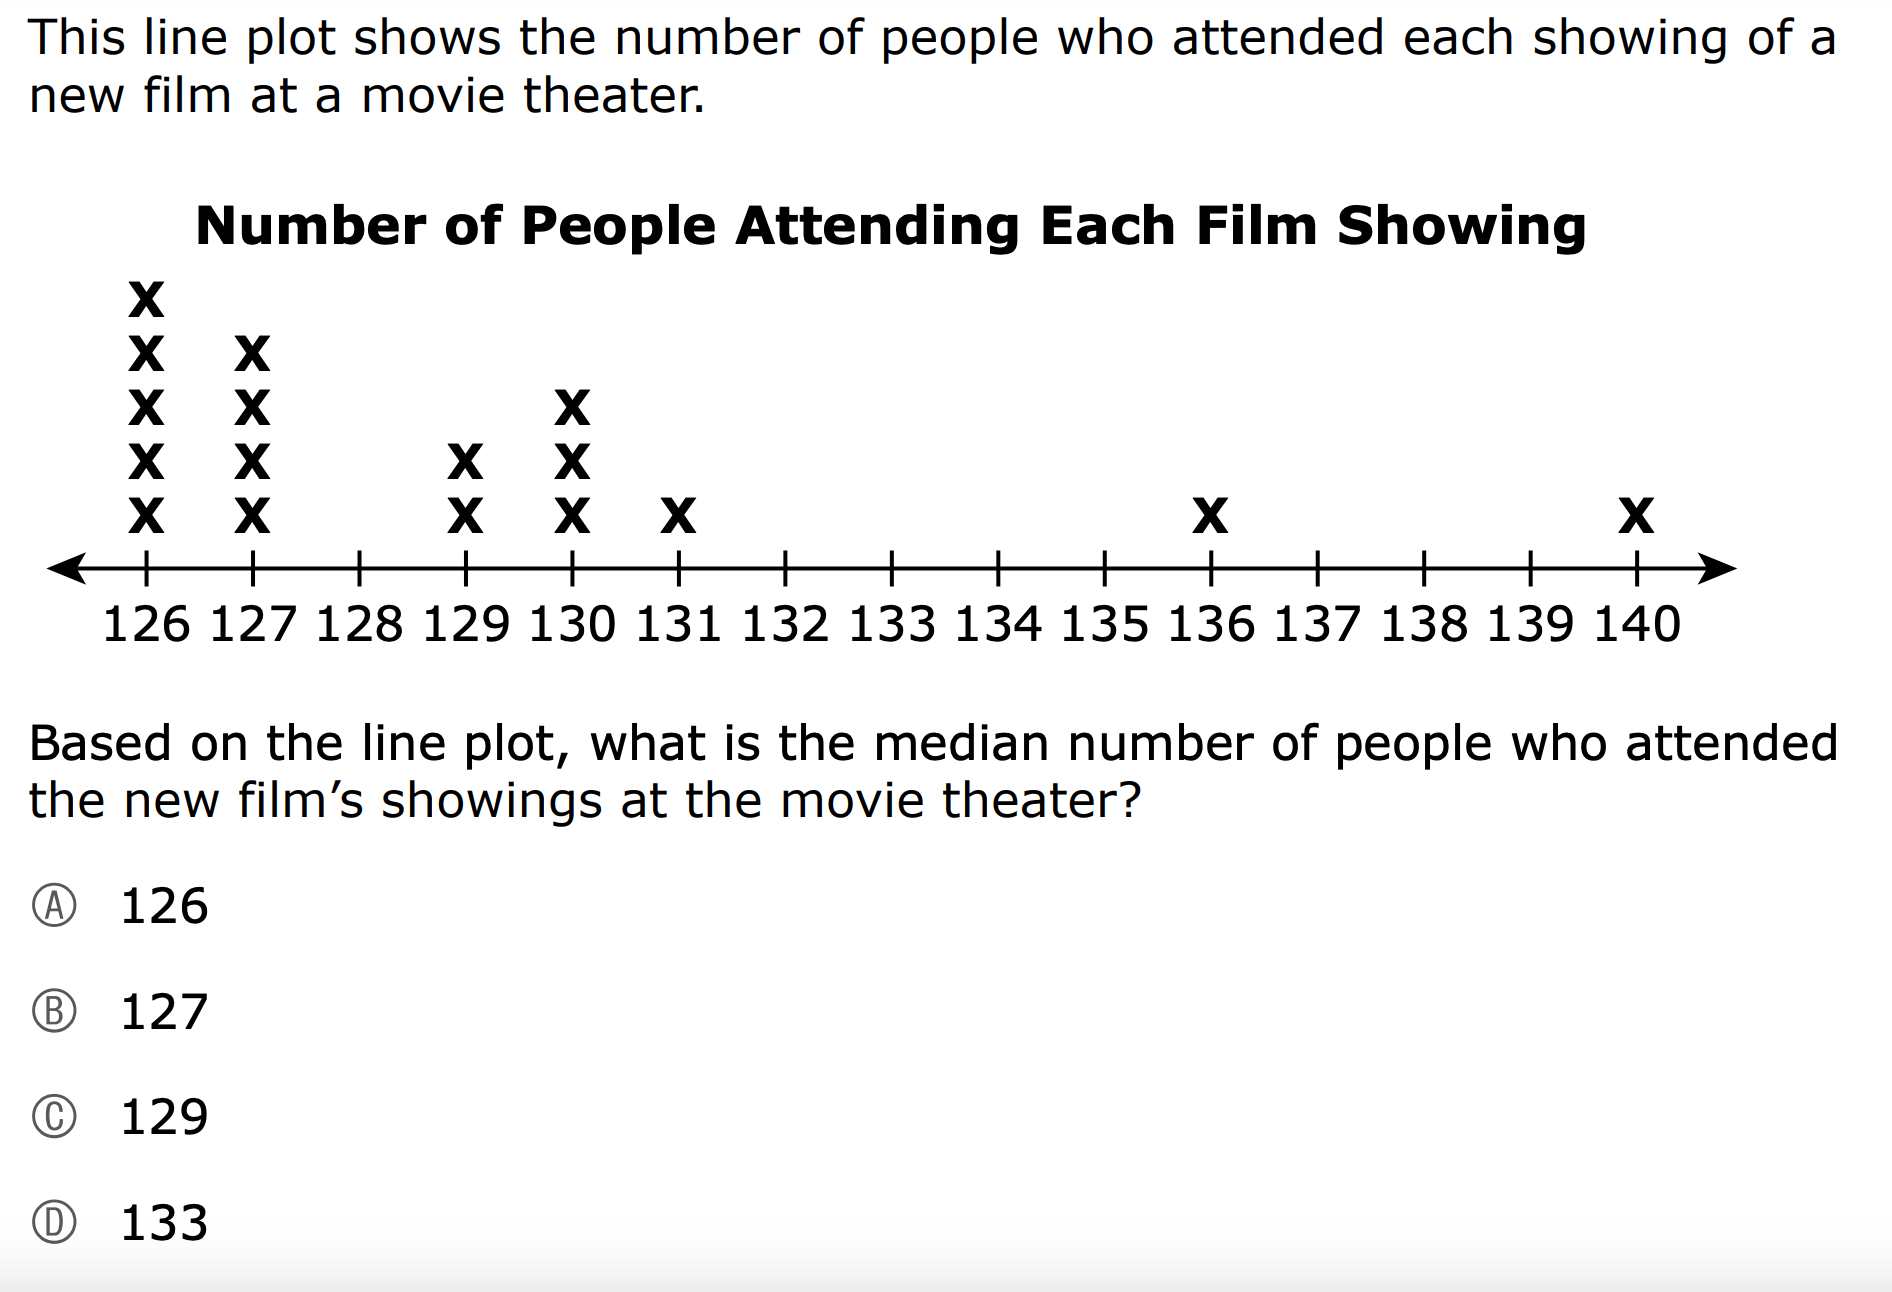 This line plot shows the number of people who attended each showing of a
new film at a movie theater.
Number of People Attending Each Film Showing
X
X X
X X X
X X X X
X X X X X X X
126 127 128 129 130 131 132 133 134 135 136 137 138 139 140
Based on the line plot, what is the median number of people who attended
the new film’s showings at the movie theater?
Ⓐ 126
Ⓑ 127
Ⓒ 129
Ⓓ 133